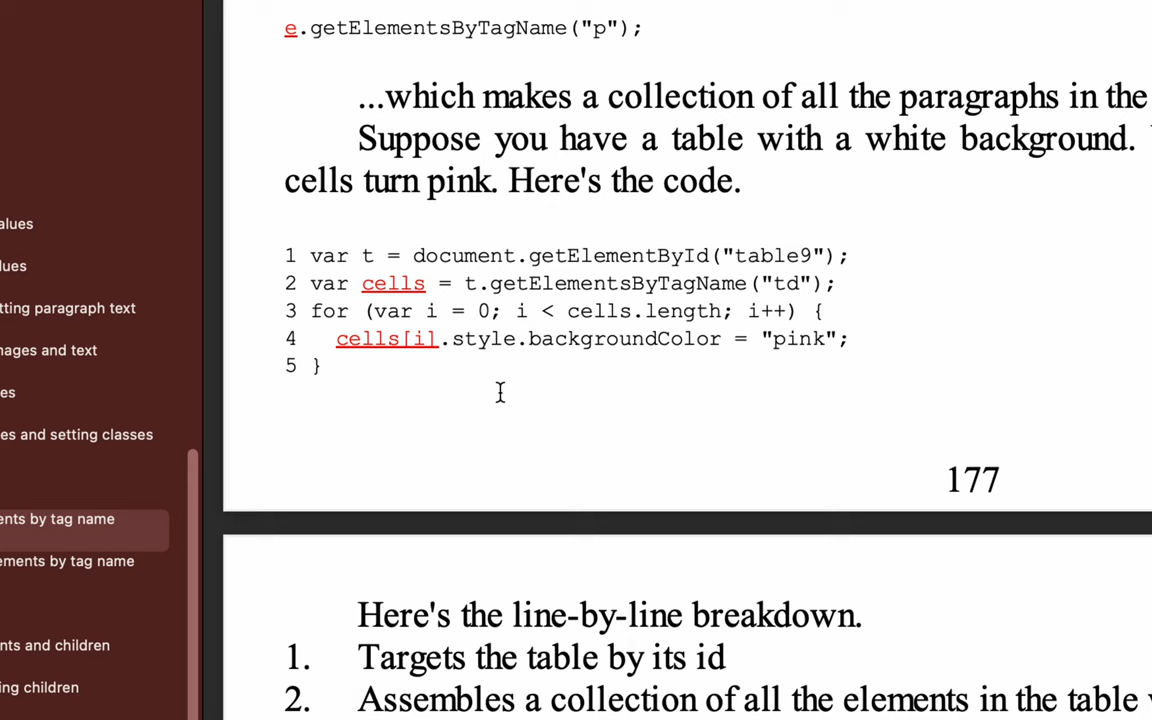 e.getElementsByTagName("p");
...which makes a collection of all the paragraphs in the
Suppose you have a table with a white background.
cells turn pink. Here's the code.
1 var t = document.getElementById("table9");
2 var cells = t.getElementsByTagName("td");
3 for (var i = 0; i < cells.length; i++) {
4 cells[i].style.backgroundColor = "pink";
5 }
177
Here's the line-by-line breakdown.
1. Targets the table by its id
2. Assembles a collection of all the elements in the table
alues
lues
tting paragraph text
mages and text
es
es and setting classes
ents by tag name
ements by tag name
nts and children
ing children